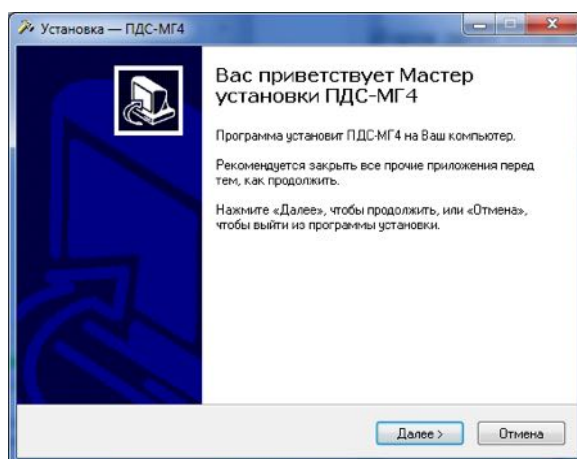 Установка — ПДС-МГ4
Вас приветствует Мастер
установки ПДС-МГ4
Программа установит ПДС-МГ4 на Ваш компьютер.
Рекомендуется закрыть все прочие приложения перед
тем, как продолжить.
Нажмите «Далее», чтобы продолжить, или «Отмена»,
чтобы выйти из программы установки.
Далее >
Отмена